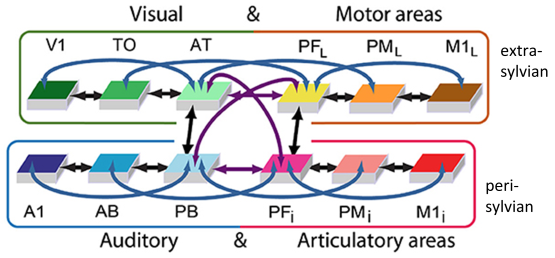 Visual & Motor areas
V1 TO AT PFL PML M1L
extra-
sylvian
peri-
sylvian
A1 AB PB PFi PMi M1i
Auditory & Articulatory areas